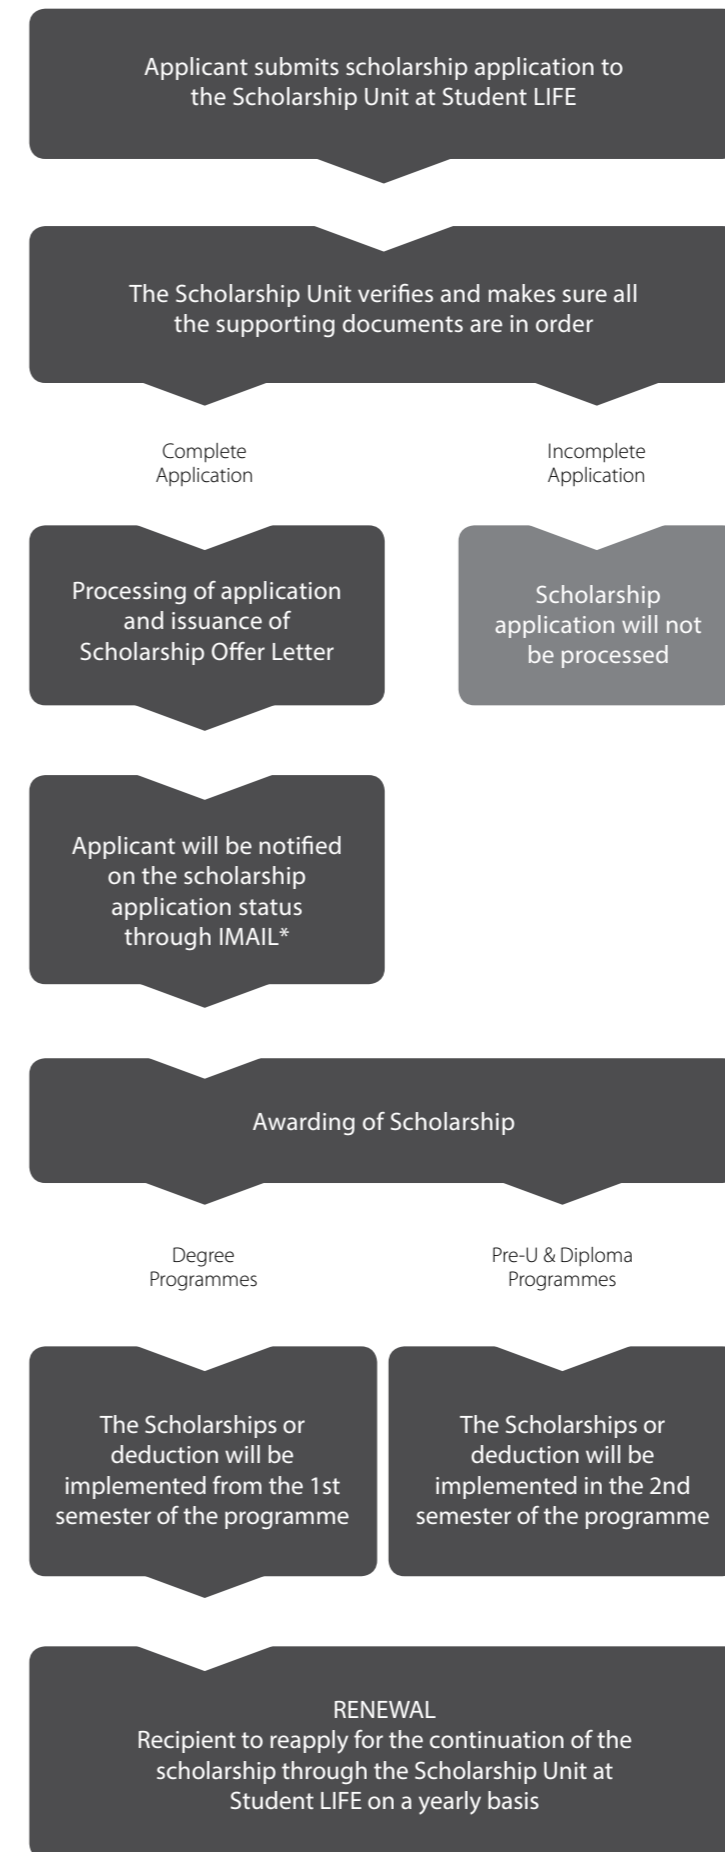 Applicant submits scholarship application to
the Scholarship Unit at Student LIFE
The Scholarship Unit verifies and makes sure all
the supporting documents are in order
Complete
Application
Incomplete
Application
Processing of application
and issuance of
Scholarship Offer Letter
Scholarship
application will not
be processed
Applicant will be notified
on the scholarship
application status
through IMAIL*
Awarding of Scholarship
Degree
Programmes
Pre-U & Diploma
Programmes
The Scholarships or
deduction will be
implemented from the 1st
semester of the programme
The Scholarships or
deduction will be
implemented in the 2nd
semester of the programme
RENEWAL
Recipient to reapply for the continuation of the
scholarship through the Scholarship Unit at
Student LIFE on a yearly basis